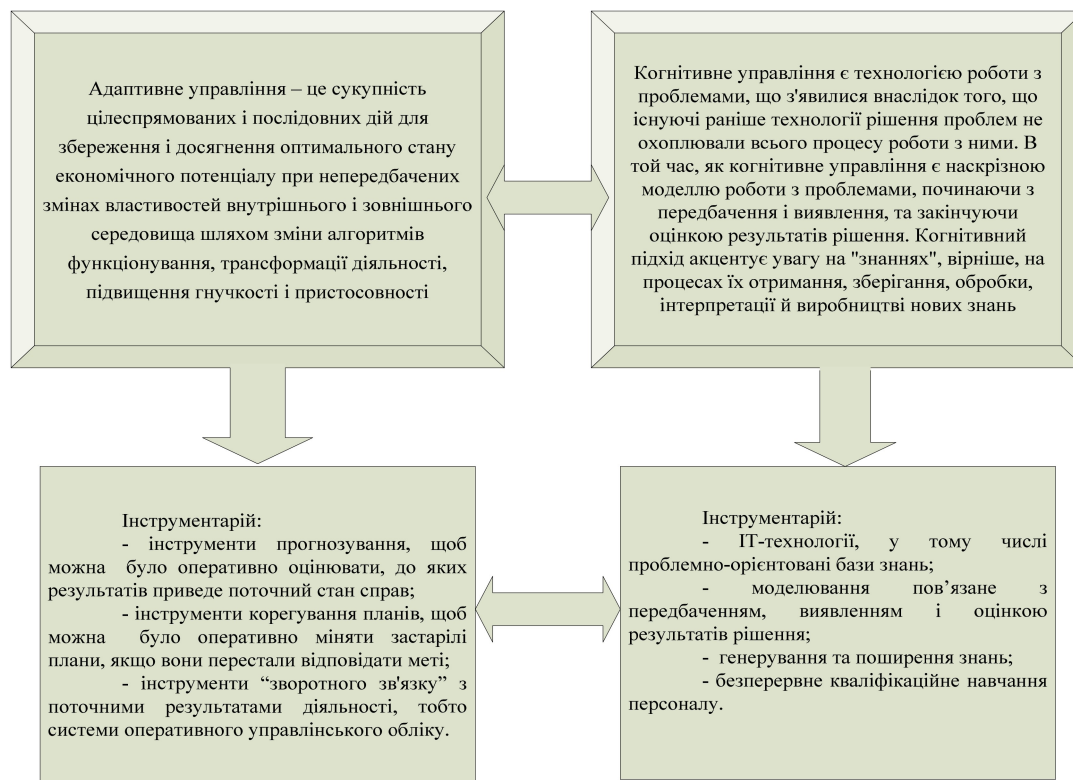 Адаптивне управління – це сукупність
цілеспрямованих і послідовних дій для
збереження і досягнення оптимального стану
економічного потенціалу при непередбачених
змінах властивостей внутрішнього і зовнішнього
середовища шляхом зміни алгоритмів
функціонування, трансформації діяльності,
підвищення гнучкості і пристосовності
Когнітивне управління є технологією роботи з
проблемами, що з'явилися внаслідок того, що
існуючі раніше технології рішення проблем не
охоплювали всього процесу роботи з ними. В
той час, як когнітивне управління є наскрізною
моделлю роботи з проблемами, починаючи з
передбачення і виявлення, та закінчуючи
оцінкою результатів рішення. Когнітивний
підхід акцентує увагу на "знаннях", вірніше, на
процесах їх отримання, зберігання, обробки,
інтерпретації й виробництві нових знань
Інструментарій:
- інструменти прогнозування, щоб
можна було оперативно оцінювати, до яких
результатів приведе поточний стан справ;
- інструменти корегування планів, щоб
можна було оперативно міняти застарілі
плани, якщо вони перестали відповідати меті;
- інструменти “зворотного зв'язку” з
поточними результатами діяльності, тобто
системи оперативного управлінського обліку.
Інструментарій:
- ІТ-технології, у тому числі
проблемно-орієнтовані бази знань;
- моделювання пов’язане з
передбаченням, виявленням і оцінкою
результатів рішення;
- генерування та поширення знань;
- безперервне кваліфікаційне навчання
персоналу.